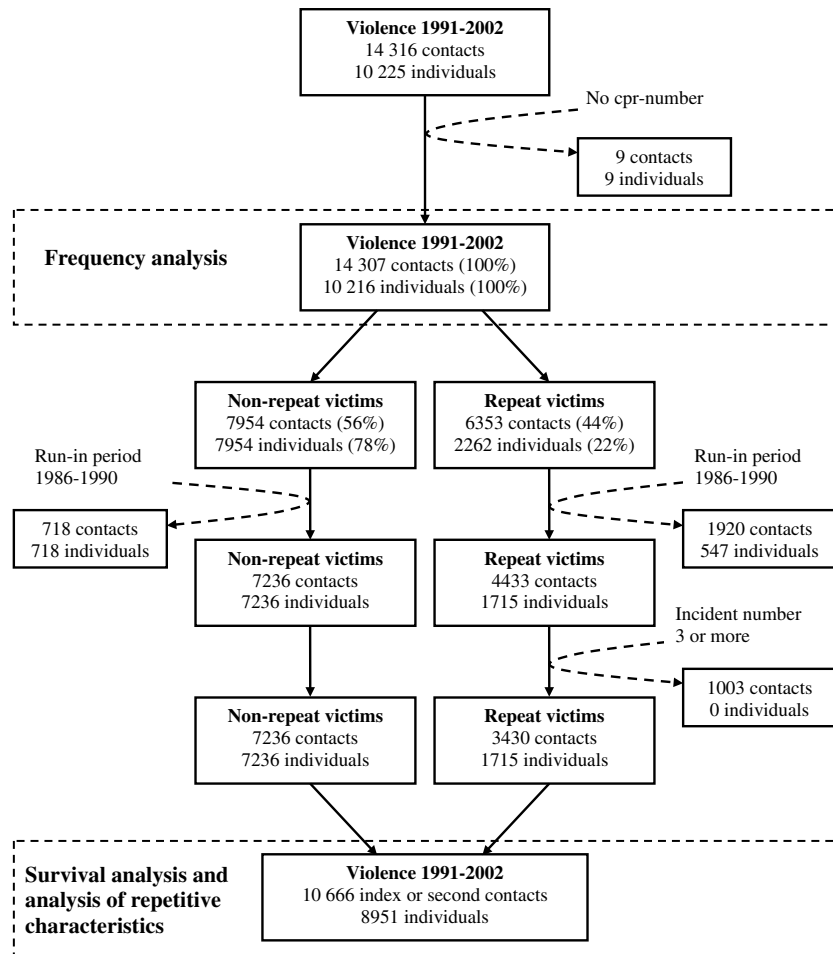 Violence 1991-2002
14 316 contacts
10 225 individuals
No cpr-number
9 contacts
9 individuals
Frequency analysis
Violence 1991-2002
14 307 contacts (100%)
10 216 individuals (100%)
Non-repeat victims
7954 contacts (56%)
7954 individuals (78%)
Repeat victims
6353 contacts (44%)
2262 individuals (22%)
Run-in period
1986-1990
718 contacts
718 individuals
Run-in period
1986-1990
1920 contacts
547 individuals
Non-repeat victims
7236 contacts
7236 individuals
Repeat victims
4433 contacts
1715 individuals
Incident number
3 or more
1003 contacts
0 individuals
Non-repeat victims
7236 contacts
7236 individuals
Repeat victims
3430 contacts
1715 individuals
Survival analysis and
analysis of repetitive
characteristics
Violence 1991-2002
10 666 index or second contacts
8951 individuals